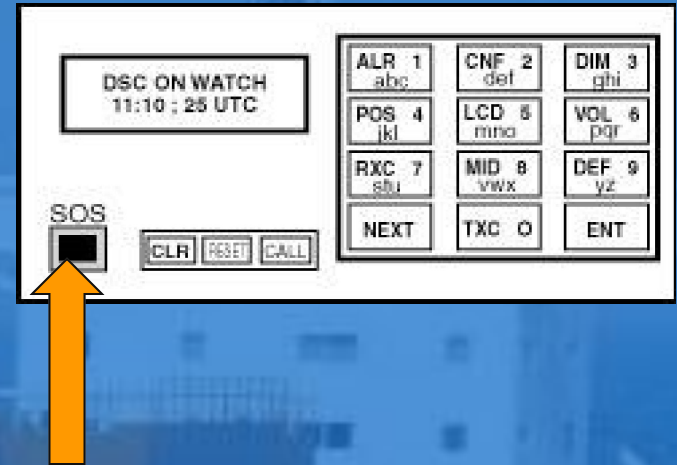 DSC ON WATCH
11:10 ; 25 UTC
SOS
CLR RESET CALL
ALR 1 CNF 2 DIM 3
abc def ghi
POS 4 LCD 5 VOL 6
jkl mno pqr
RXC 7 MID 8 DEF 9
stu vwx yz
NEXT TXC O ENT